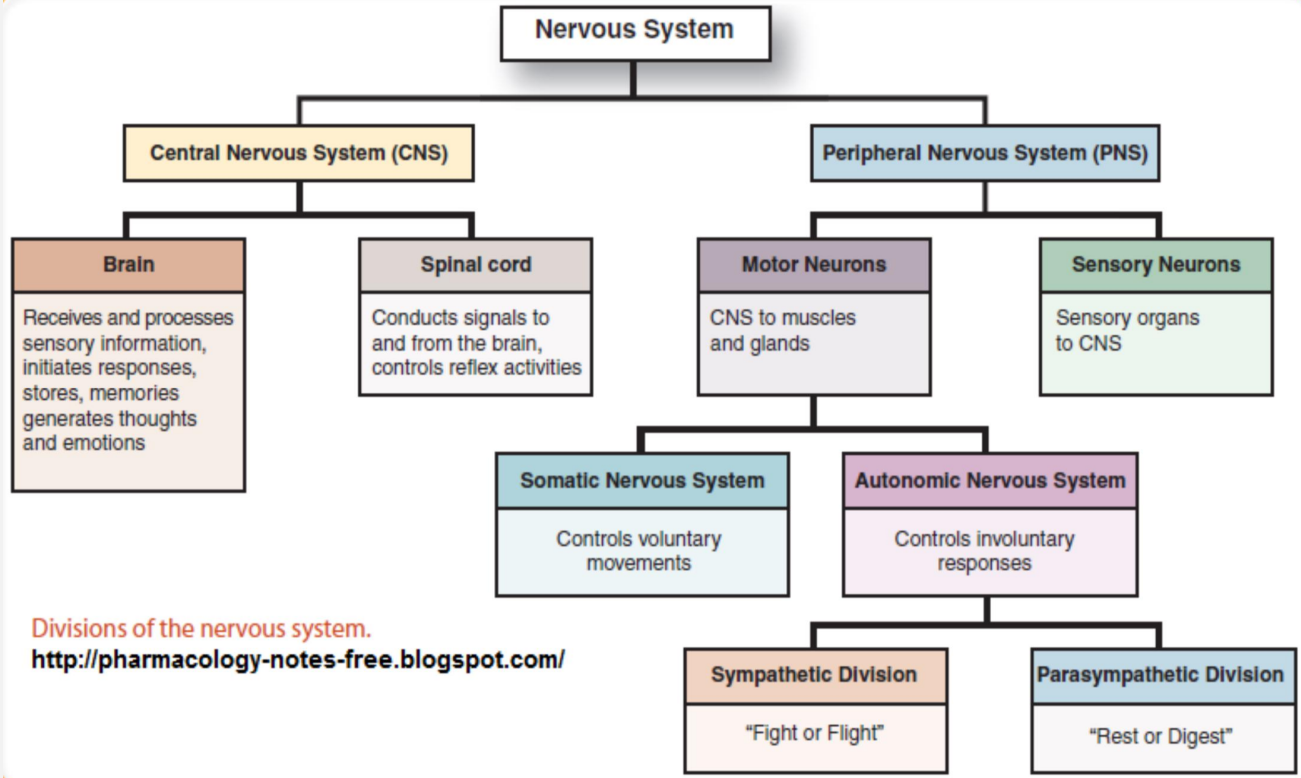 Nervous System
Central Nervous System (CNS)
Peripheral Nervous System (PNS)
Brain
Receives and processes
sensory information,
initiates responses,
stores, memories
generates thoughts
and emotions
Spinal cord
Conducts signals to
and from the brain,
controls reflex activities
Motor Neurons
CNS to muscles
and glands
Sensory Neurons
Sensory organs
to CNS
Somatic Nervous System
Controls voluntary
movements
Autonomic Nervous System
Controls involuntary
responses
Sympathetic Division
“Fight or Flight”
Parasympathetic Division
“Rest or Digest”
Divisions of the nervous system.
http://pharmacology-notes-free.blogspot.com/